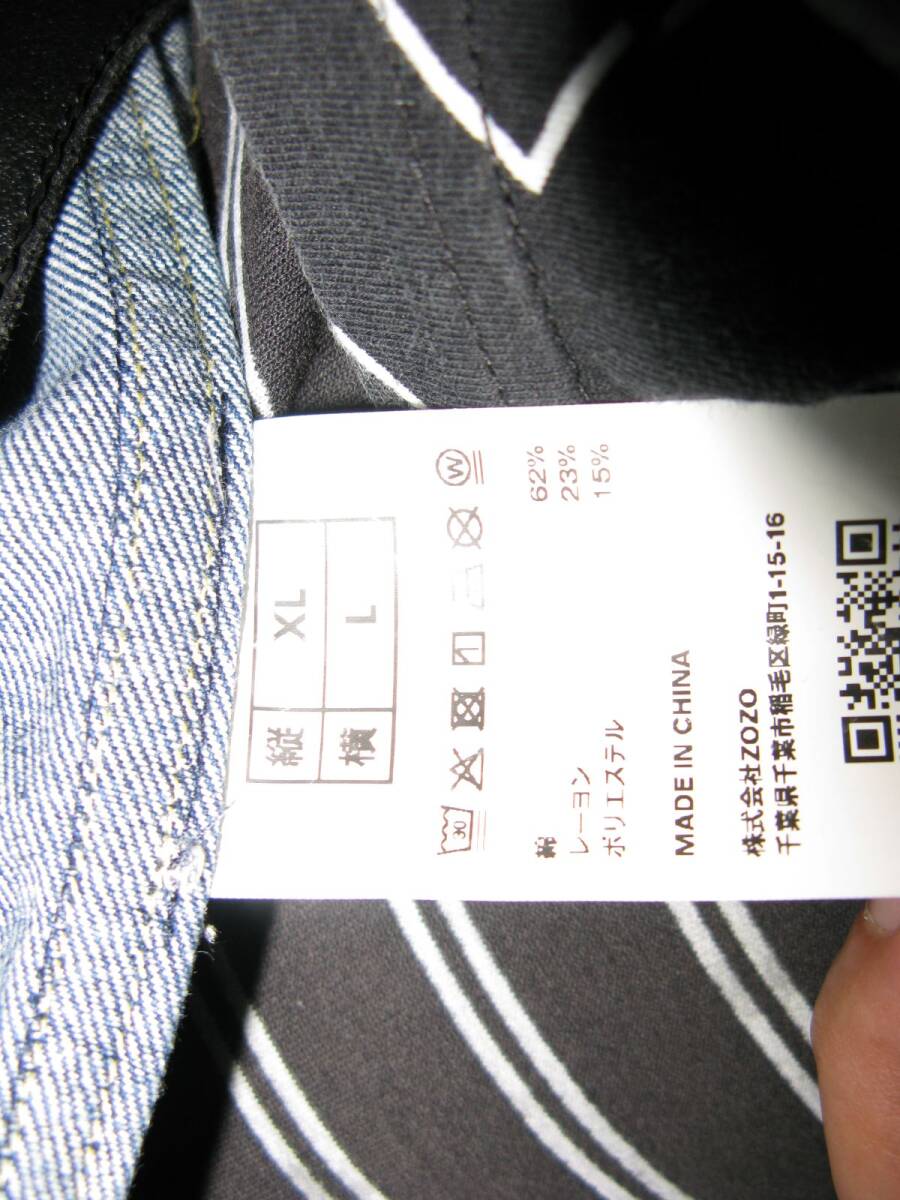 縦 XL
横 L
30 1 W
綿 62%
レーヨン 23%
ポリエステル 15%
MADE IN CHINA
株式会社ZOZO
千葉県千葉市稲毛区緑町1-15-16